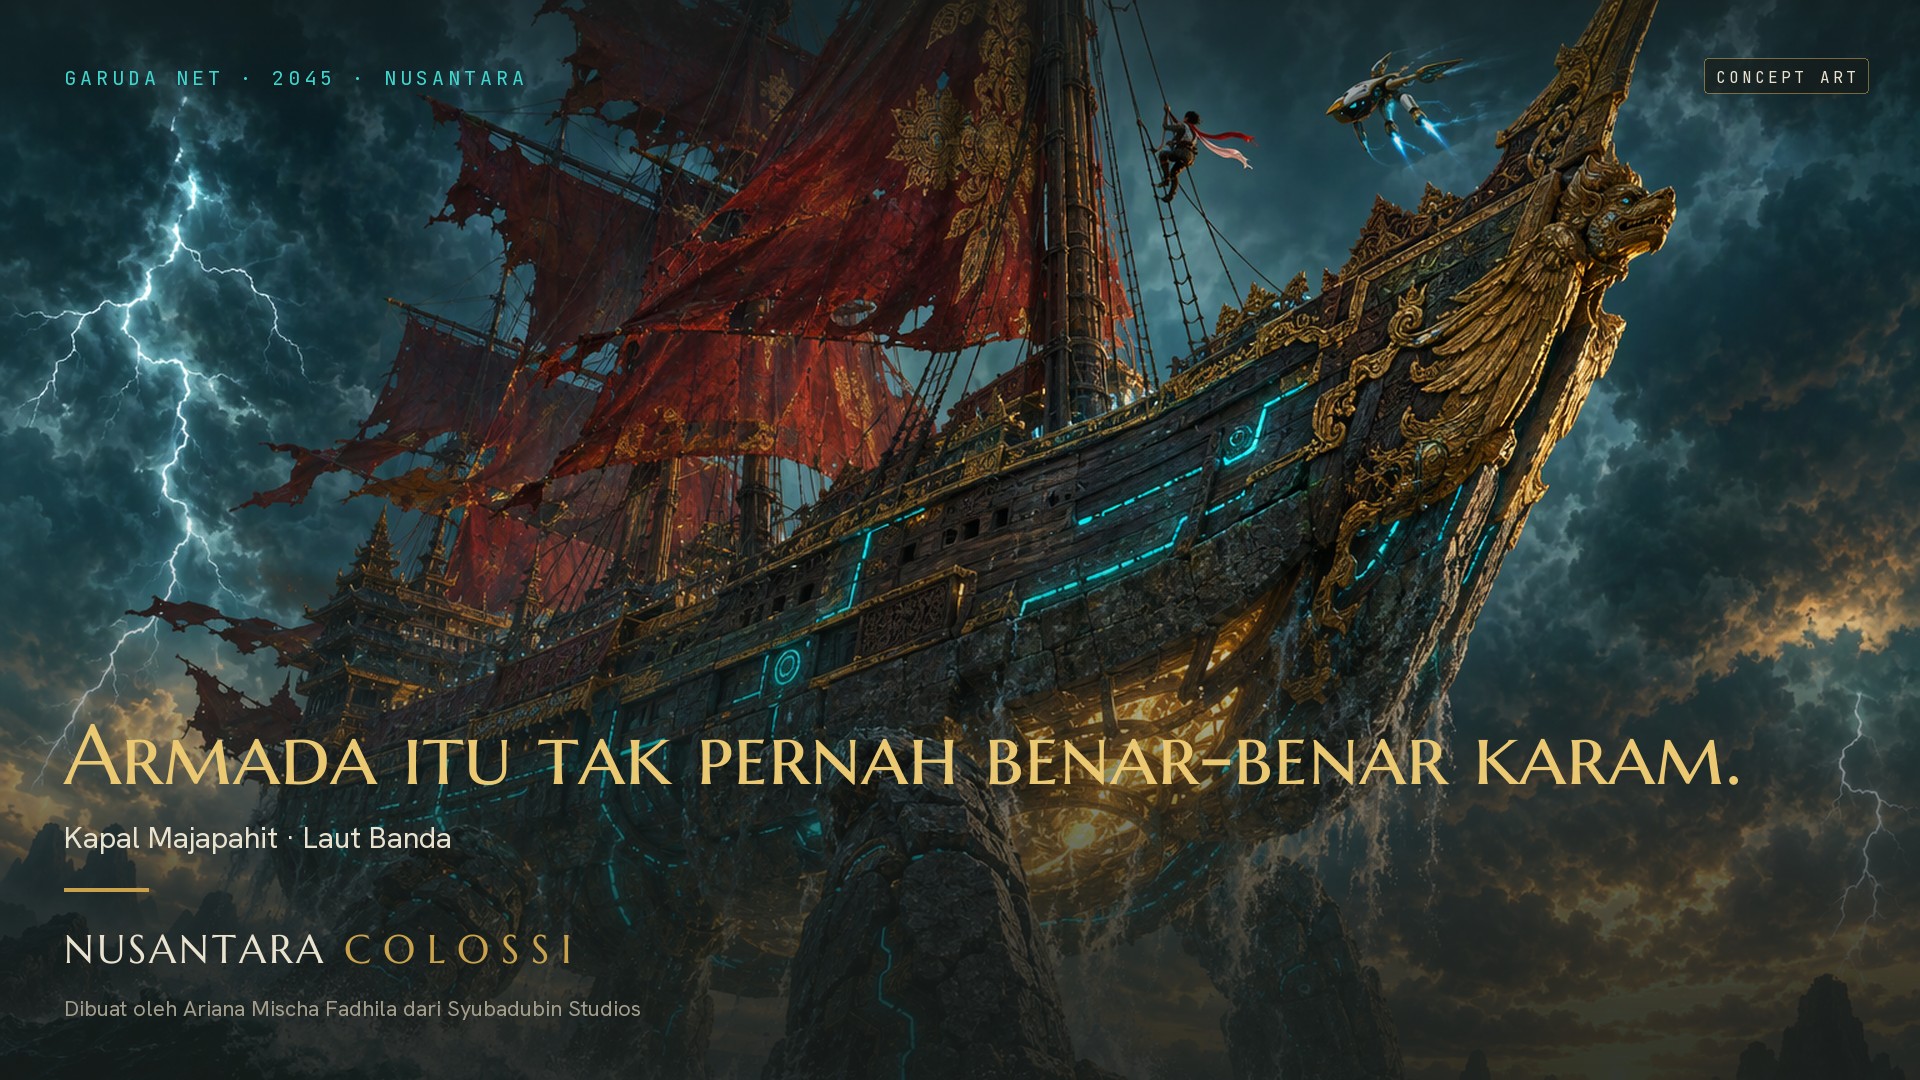 GARUDA NET · 2045 · NUSANTARA
CONCEPT ART
Armada itu tak pernah benar-benar karam.
Kapal Majapahit · Laut Banda
NUSANTARA COLOSSI
Dibuat oleh Ariana Mischa Fadhila dari Syubadubin Studios